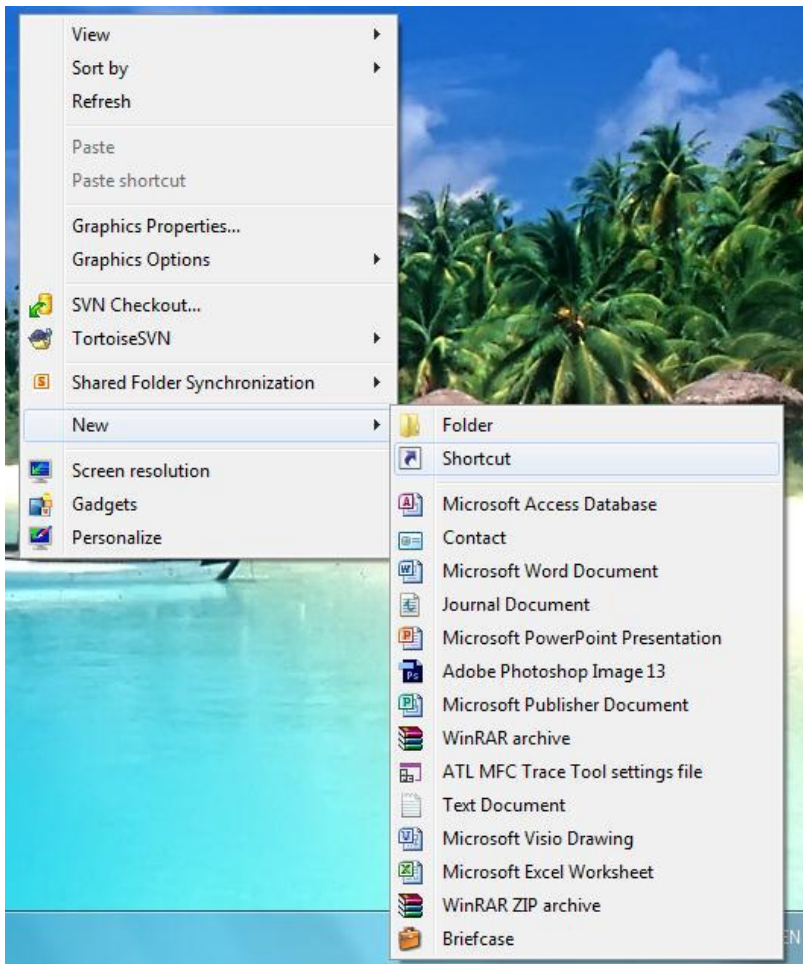 View
Sort by
Refresh
Paste
Paste shortcut
Graphics Properties...
Graphics Options
SVN Checkout...
TortoiseSVN
Shared Folder Synchronization
New
Screen resolution
Gadgets
Personalize
Folder
Shortcut
Microsoft Access Database
Contact
Microsoft Word Document
Journal Document
Microsoft PowerPoint Presentation
Adobe Photoshop Image 13
Microsoft Publisher Document
WinRAR archive
ATL MFC Trace Tool settings file
Text Document
Microsoft Visio Drawing
Microsoft Excel Worksheet
WinRAR ZIP archive
Briefcase
EN